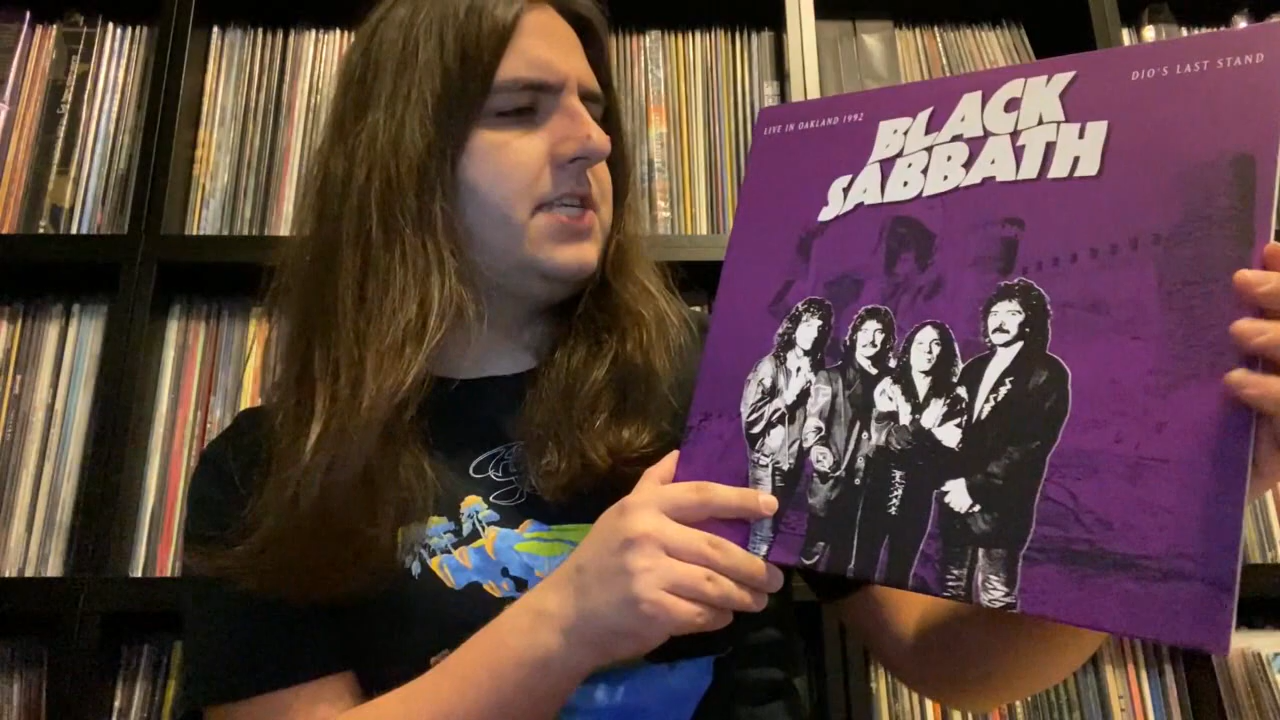 LIVE IN OAKLAND 1992
DIO'S LAST STAND
BLACK
SABBATH